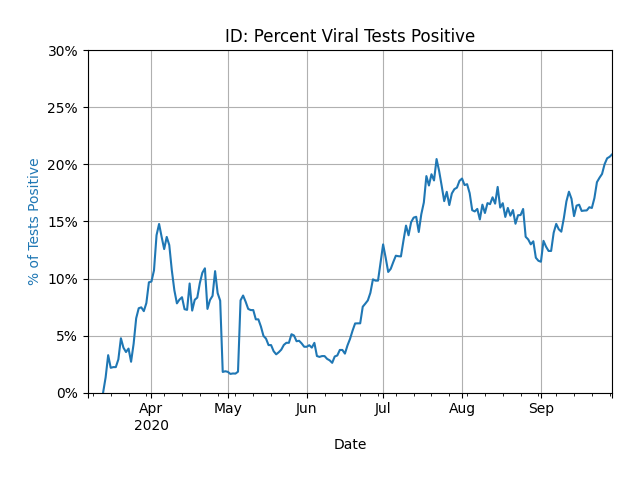 ID: Percent Viral Tests Positive
30%
25%
20%
15%
10%
5%
0%
% of Tests Positive
Apr
2020
May
Jun
Jul
Aug
Sep
Date